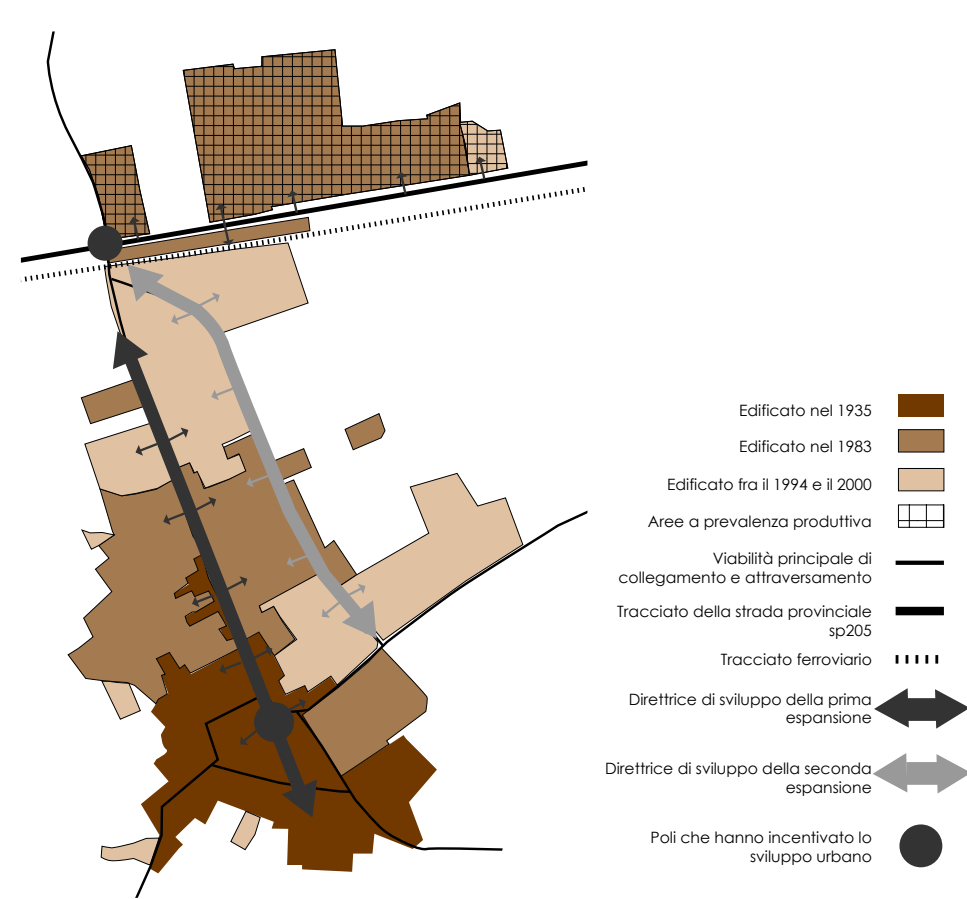 Edificato nel 1935
Edificato nel 1983
Edificato fra il 1994 e il 2000
Aree a prevalenza produttiva
Viabilità principale di
collegamento e attraversamento
Tracciato della strada provinciale
sp205
Tracciato ferroviario
Direttrice di sviluppo della prima
espansione
Direttrice di sviluppo della seconda
espansione
Poli che hanno incentivato lo
sviluppo urbano